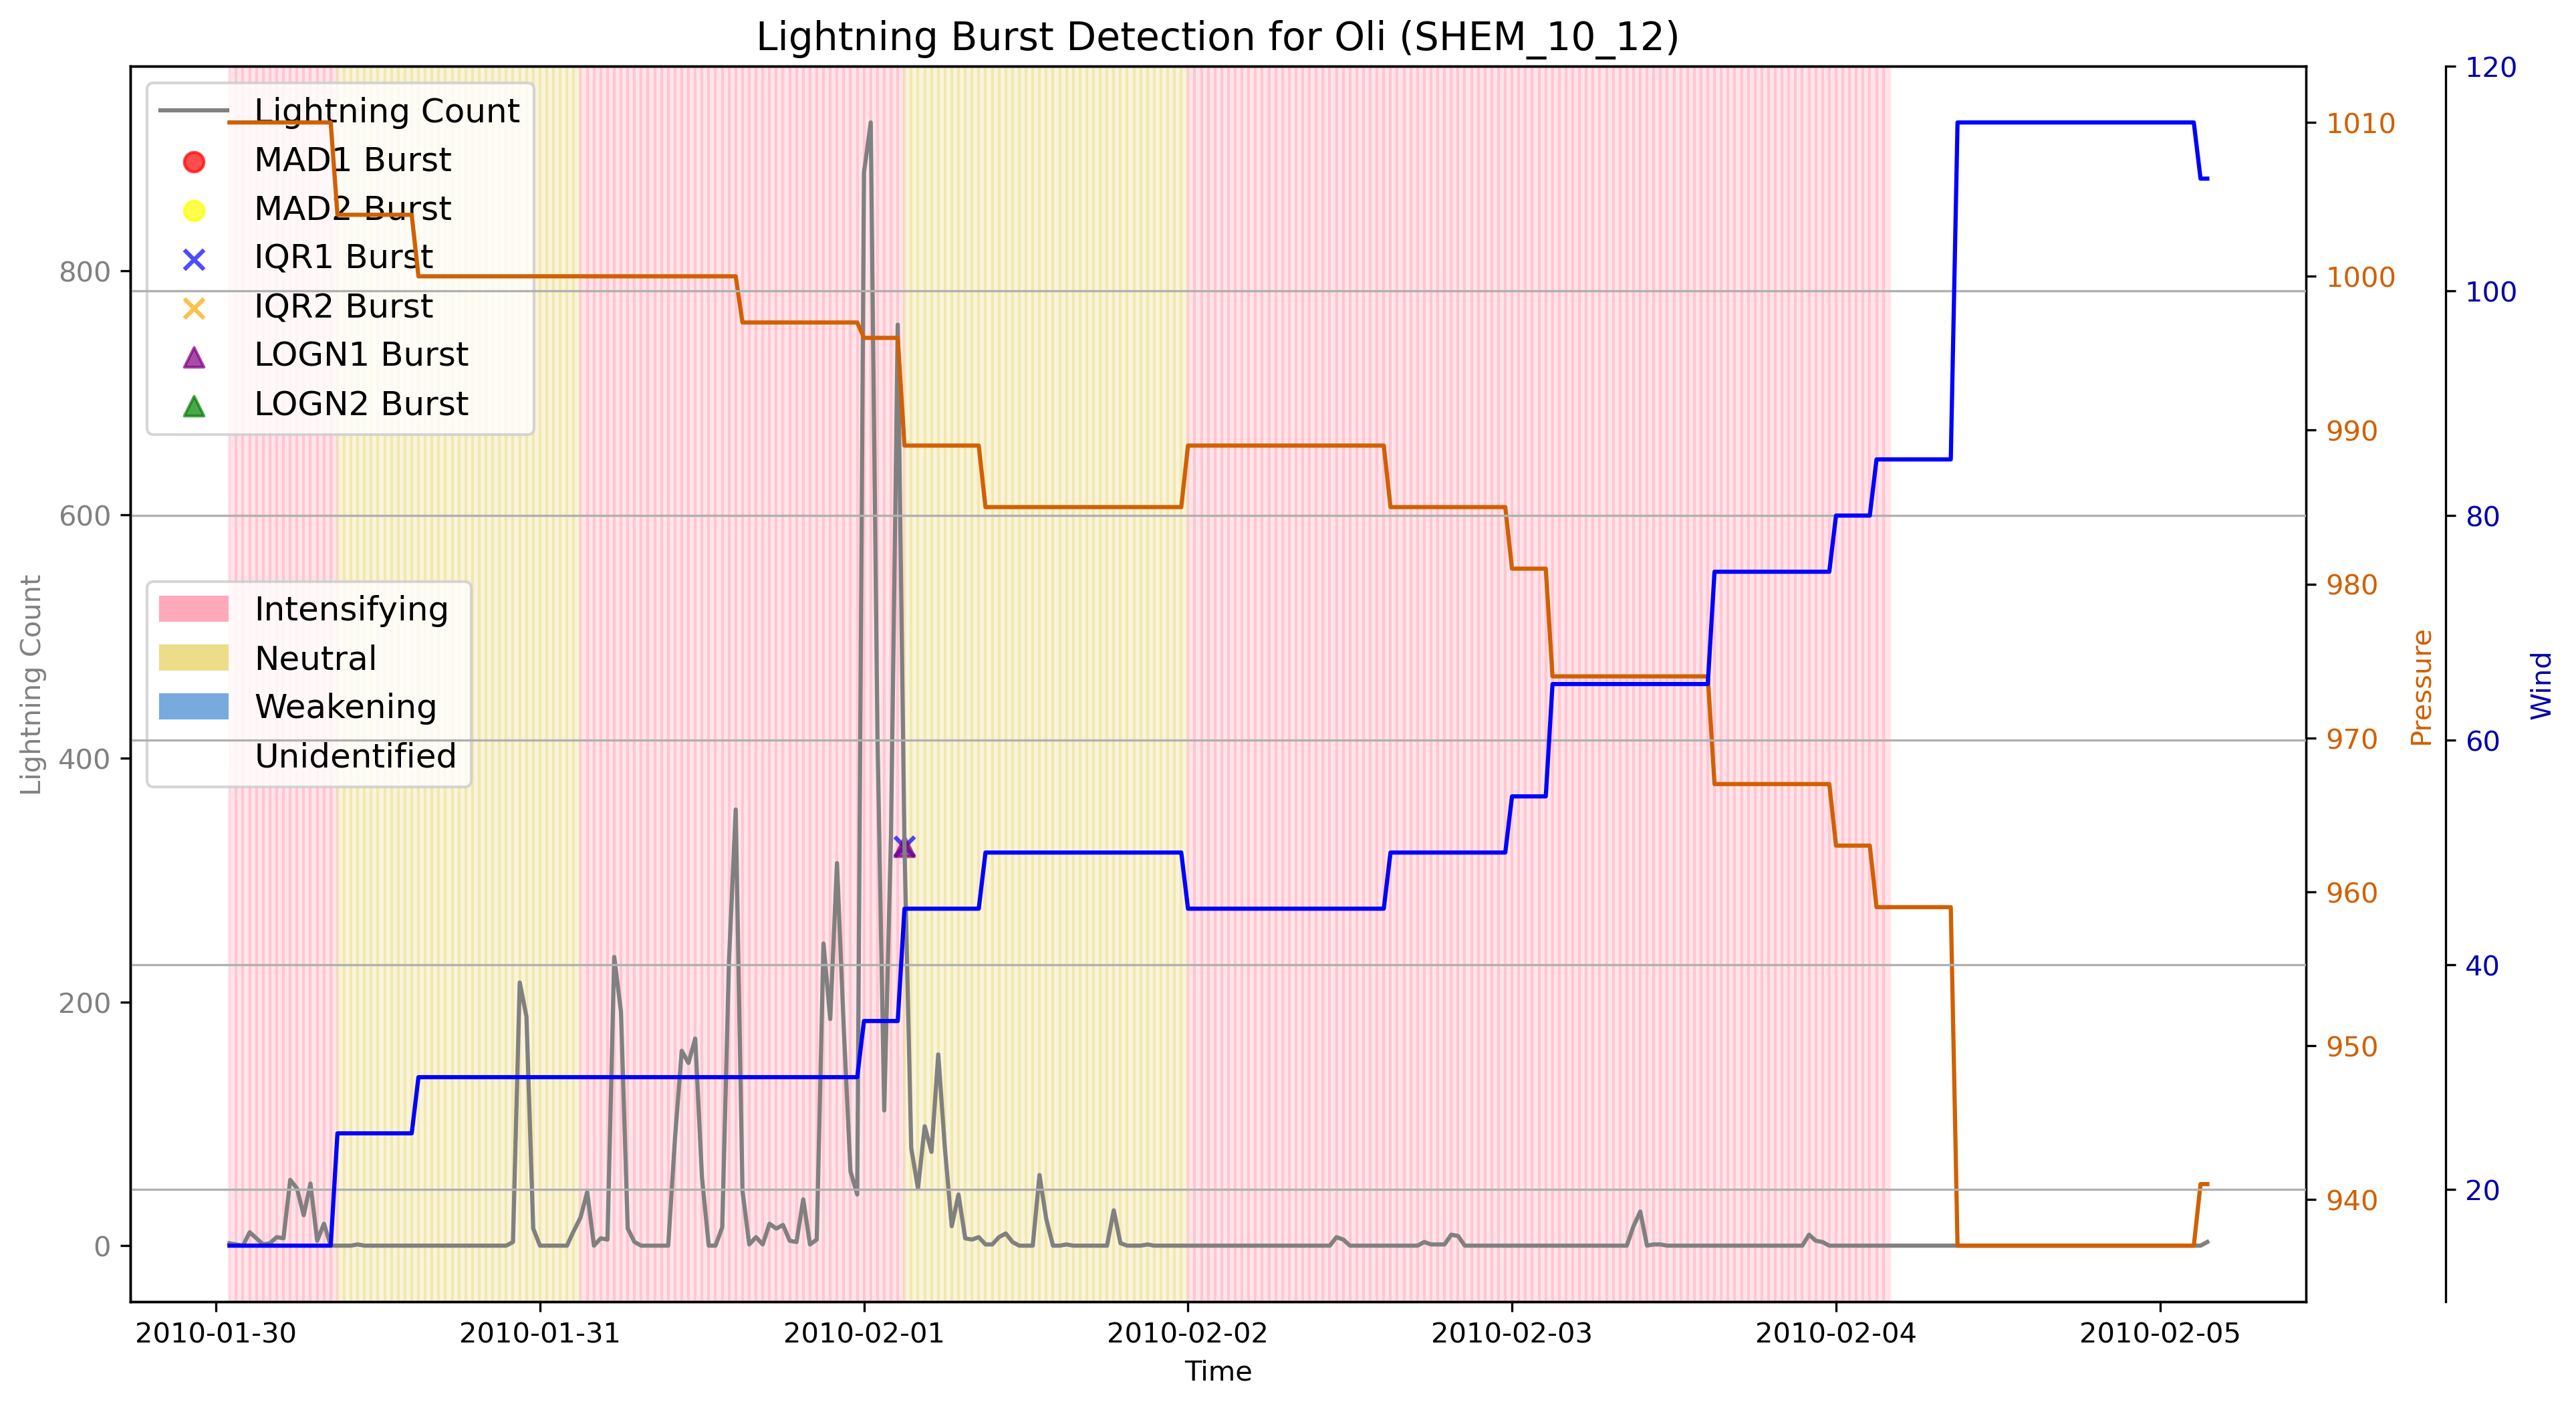 Lightning Burst Detection for Oli (SHEM_10_12)
Lightning Count
MAD1 Burst
MAD2 Burst
IQR1 Burst
IQR2 Burst
LOGN1 Burst
LOGN2 Burst
Intensifying
Neutral
Weakening
Unidentified
Lightning Count
800
600
400
200
0
1010
1000
990
980
970
960
950
940
Pressure
120
100
80
60
40
20
Wind
2010-01-30 2010-01-31 2010-02-01 2010-02-02 2010-02-03 2010-02-04 2010-02-05
Time